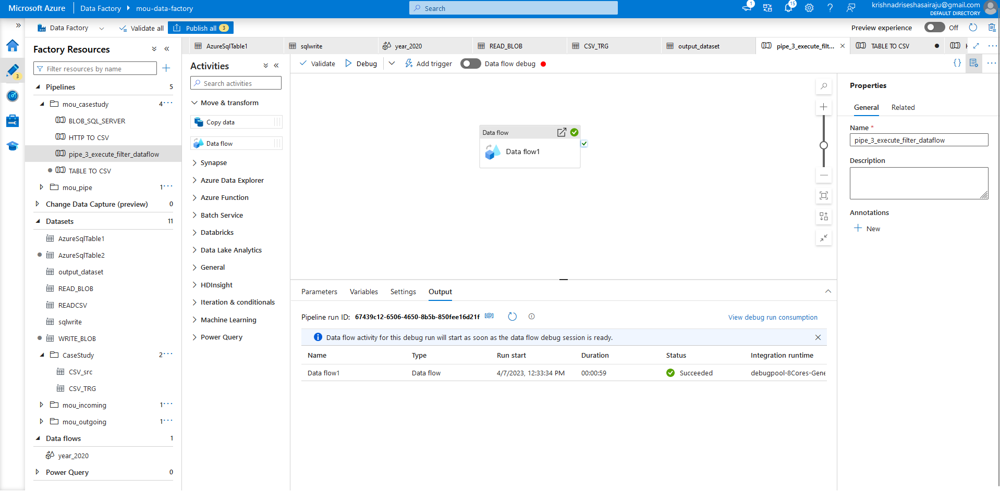 Microsoft Azure
Data Factory
mou-data-factory
Search
1
15
krishnadriseshasairaju@gmail.com
DEFAULT DIRECTORY
Data Factory
Validate all
Publish all 3
Preview experience
Off
3
Factory Resources
Filter resources by name
Pipelines 5
mou_casestudy 4
BLOB_SQL_SERVER
HTTP TO CSV
pipe_3_execute_filter_dataflow
TABLE TO CSV
mou_pipe 1
Change Data Capture (preview) 0
Datasets 11
AzureSqlTable1
AzureSqlTable2
output_dataset
READ_BLOB
READCSV
sqlwrite
WRITE_BLOB
CaseStudy 2
CSV_src
CSV_TRG
mou_incoming 1
mou_outgoing 1
Data flows 1
year_2020
Power Query 0
AzureSqlTable1
sqlwrite
year_2020
READ_BLOB
CSV_TRG
output_dataset
pipe_3_execute_filt...
TABLE TO CSV
Activities
Search activities
Move & transform
Copy data
Data flow
Synapse
Azure Data Explorer
Azure Function
Batch Service
Databricks
Data Lake Analytics
General
HDInsight
Iteration & conditionals
Machine Learning
Power Query
Validate
Debug
Add trigger
Data flow debug
Data flow
Data flow1
Parameters
Variables
Settings
Output
Pipeline run ID: 67439c12-6506-4650-8b5b-850fee16d21f
View debug run consumption
Data flow activity for this debug run will start as soon as the data flow debug session is ready.
Name Type Run start Duration Status Integration runtime
Data flow1 Data flow 4/7/2023, 12:33:34 PM 00:00:59 Succeeded debugpool-8Cores-Gene
Properties
General
Related
Name *
pipe_3_execute_filter_dataflow
Description
Annotations
New